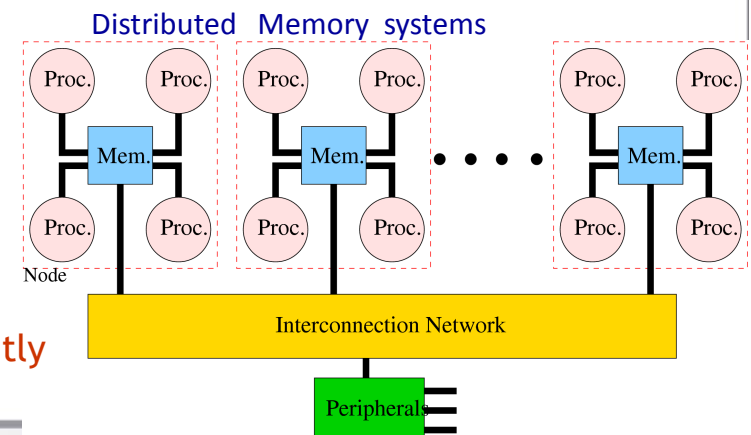 Distributed Memory systems
Proc. Proc. Proc. Proc. Proc. Proc.
Mem. Mem. Mem.
Proc. Proc. Proc. Proc. Proc. Proc.
Node
Interconnection Network
tly
Peripherals